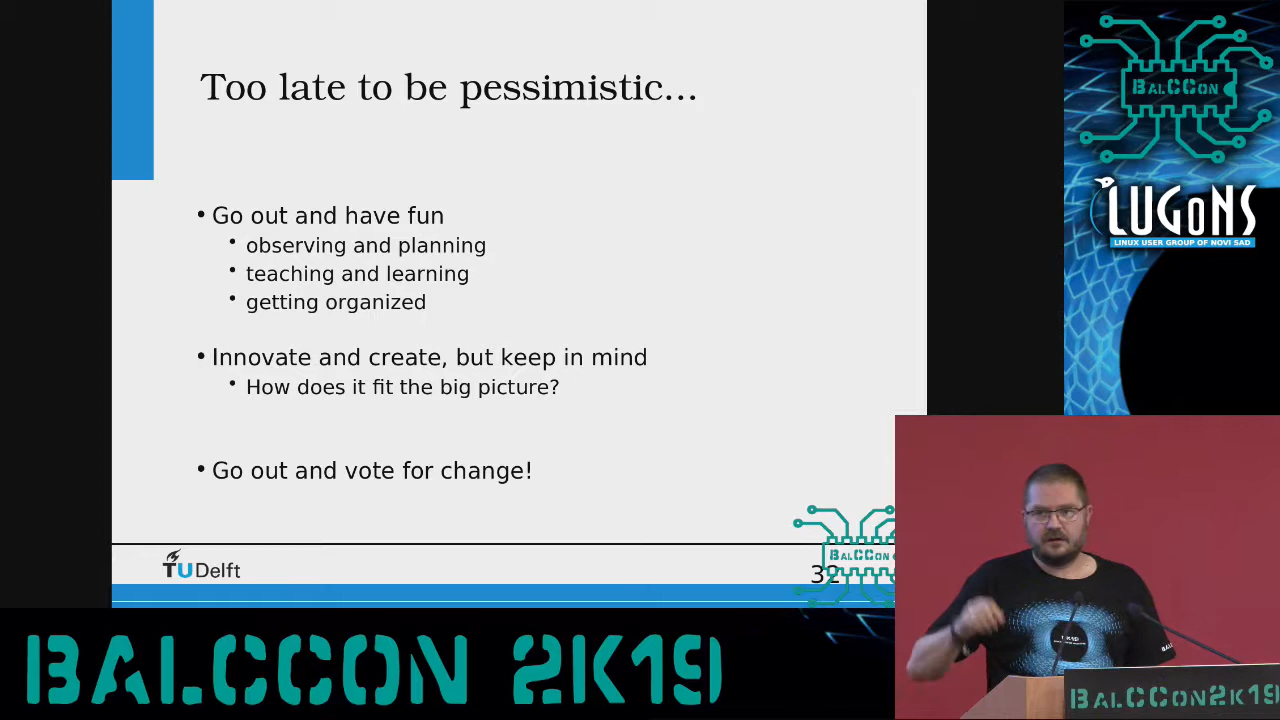 Too late to be pessimistic...
• Go out and have fun
• observing and planning
• teaching and learning
• getting organized
• Innovate and create, but keep in mind
• How does it fit the big picture?
• Go out and vote for change!
TU Delft
32
BALCCON
BALCCON
LUGONS
LINUX USER GROUP OF NOVI SAD
BALCCON 2K19
BALCCON2K19